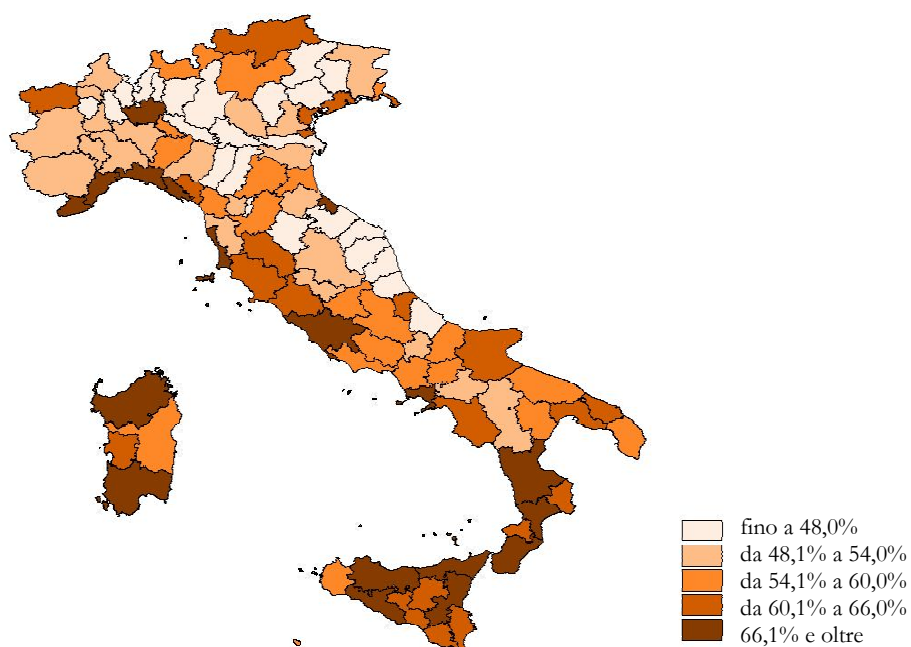 fino a 48,0%
da 48,1% a 54,0%
da 54,1% a 60,0%
da 60,1% a 66,0%
66,1% e oltre